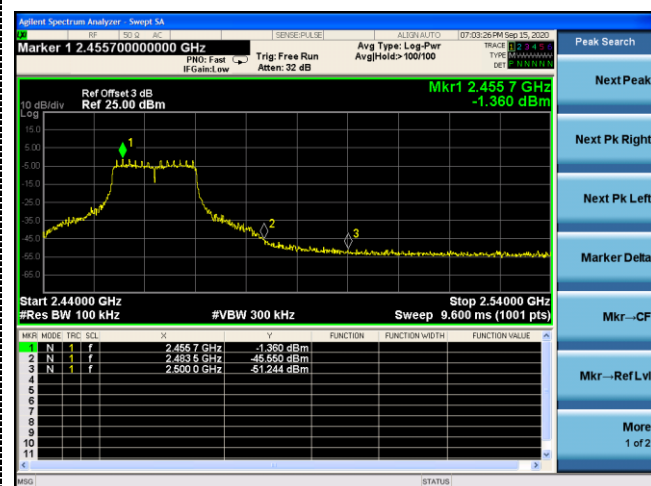 Agilent Spectrum Analyzer - Swept SA
RF 50 Ω AC SENSE:PULSE ALIGN AUTO 07:03:26 PM Sep 15, 2020
Marker 1 2.455700000000 GHz
PNO: Fast
IFGain:Low
Trig: Free Run
Atten: 32 dB
Avg Type: Log-Pwr
Avg|Hold:>100/100
TRACE 1 2 3 4 5 6
TYPE
DET P N N N N N
Peak Search
Ref Offset 3 dB
Ref 25.00 dBm
Mkr1 2.455 7 GHz
-1.360 dBm
10 dB/div
Log
15.0
5.00
-5.00
-15.0
-25.0
-35.0
-45.0
-55.0
-65.0
1
2
3
Start 2.44000 GHz
Stop 2.54000 GHz
#Res BW 100 kHz
#VBW 300 kHz
Sweep 9.600 ms (1001 pts)
MKR MODE TRC SCL X Y FUNCTION FUNCTION WIDTH FUNCTION VALUE
1 N 1 f 2.455 7 GHz -1.360 dBm
2 N 1 f 2.483 5 GHz -45.550 dBm
3 N 1 f 2.500 0 GHz -51.244 dBm
4
5
6
7
8
9
10
11
MSG
STATUS
Next Peak
Next Pk Right
Next Pk Left
Marker Delta
Mkr→CF
Mkr→Ref Lvl
More
1 of 2